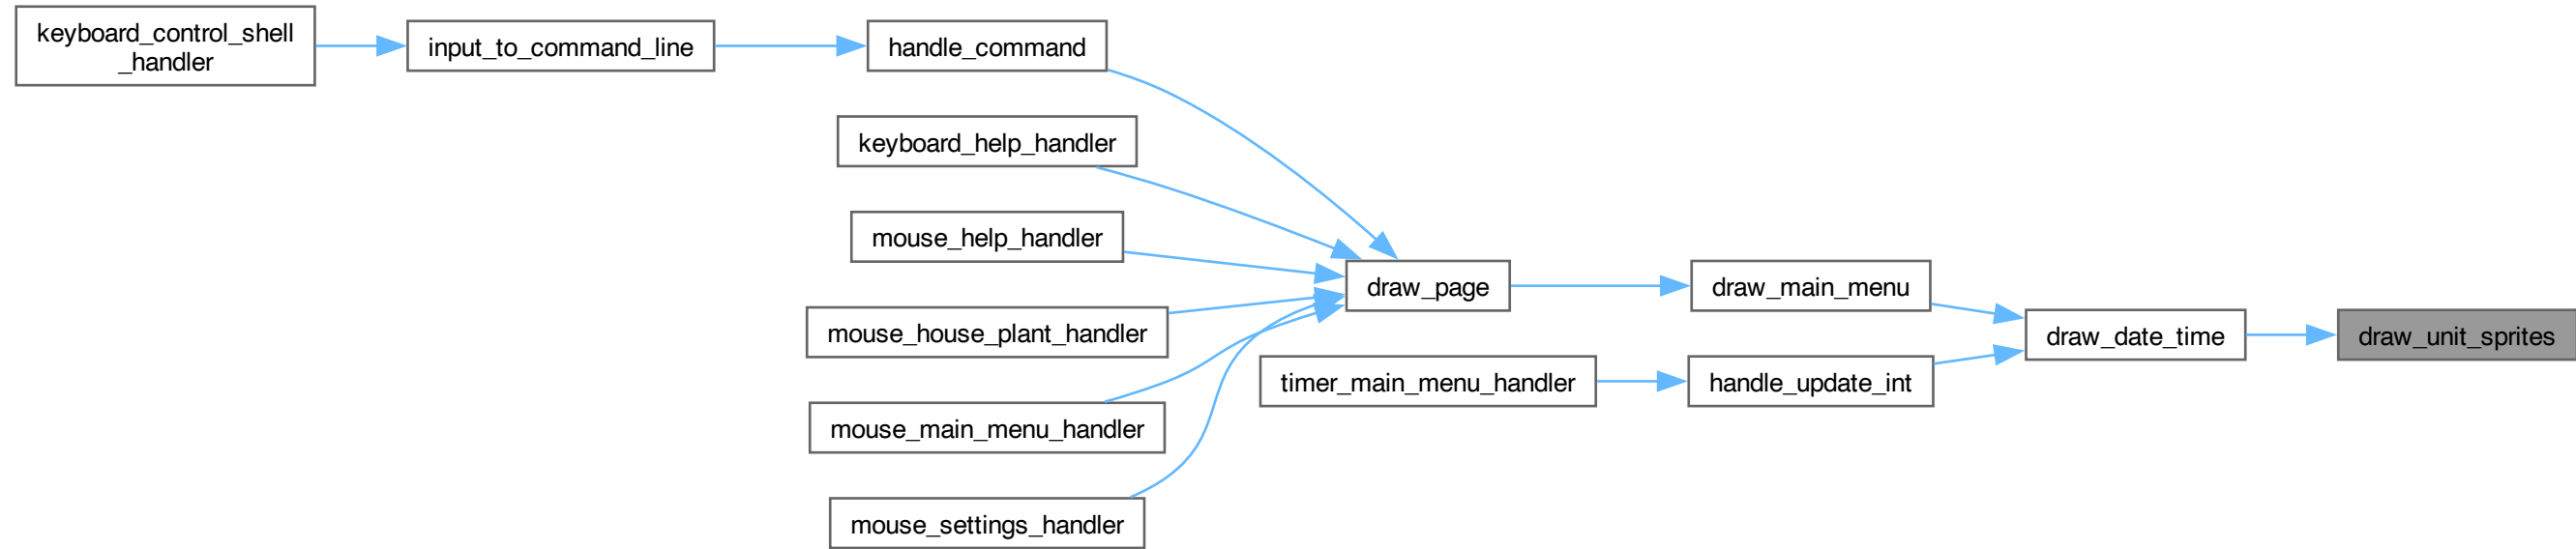 keyboard_control_shell
_handler
input_to_command_line
handle_command
keyboard_help_handler
mouse_help_handler
mouse_house_plant_handler
mouse_main_menu_handler
mouse_settings_handler
draw_page
timer_main_menu_handler
draw_main_menu
handle_update_int
draw_date_time
draw_unit_sprites